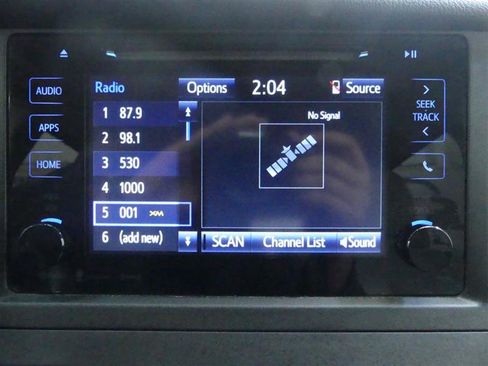 Radio Options 2:04 Source
AUDIO
APPS
HOME
1 87.9
2 98.1
3 530
4 1000
5 001 XM
6 (add new)
No Signal
SCAN Channel List Sound
SEEK
TRACK